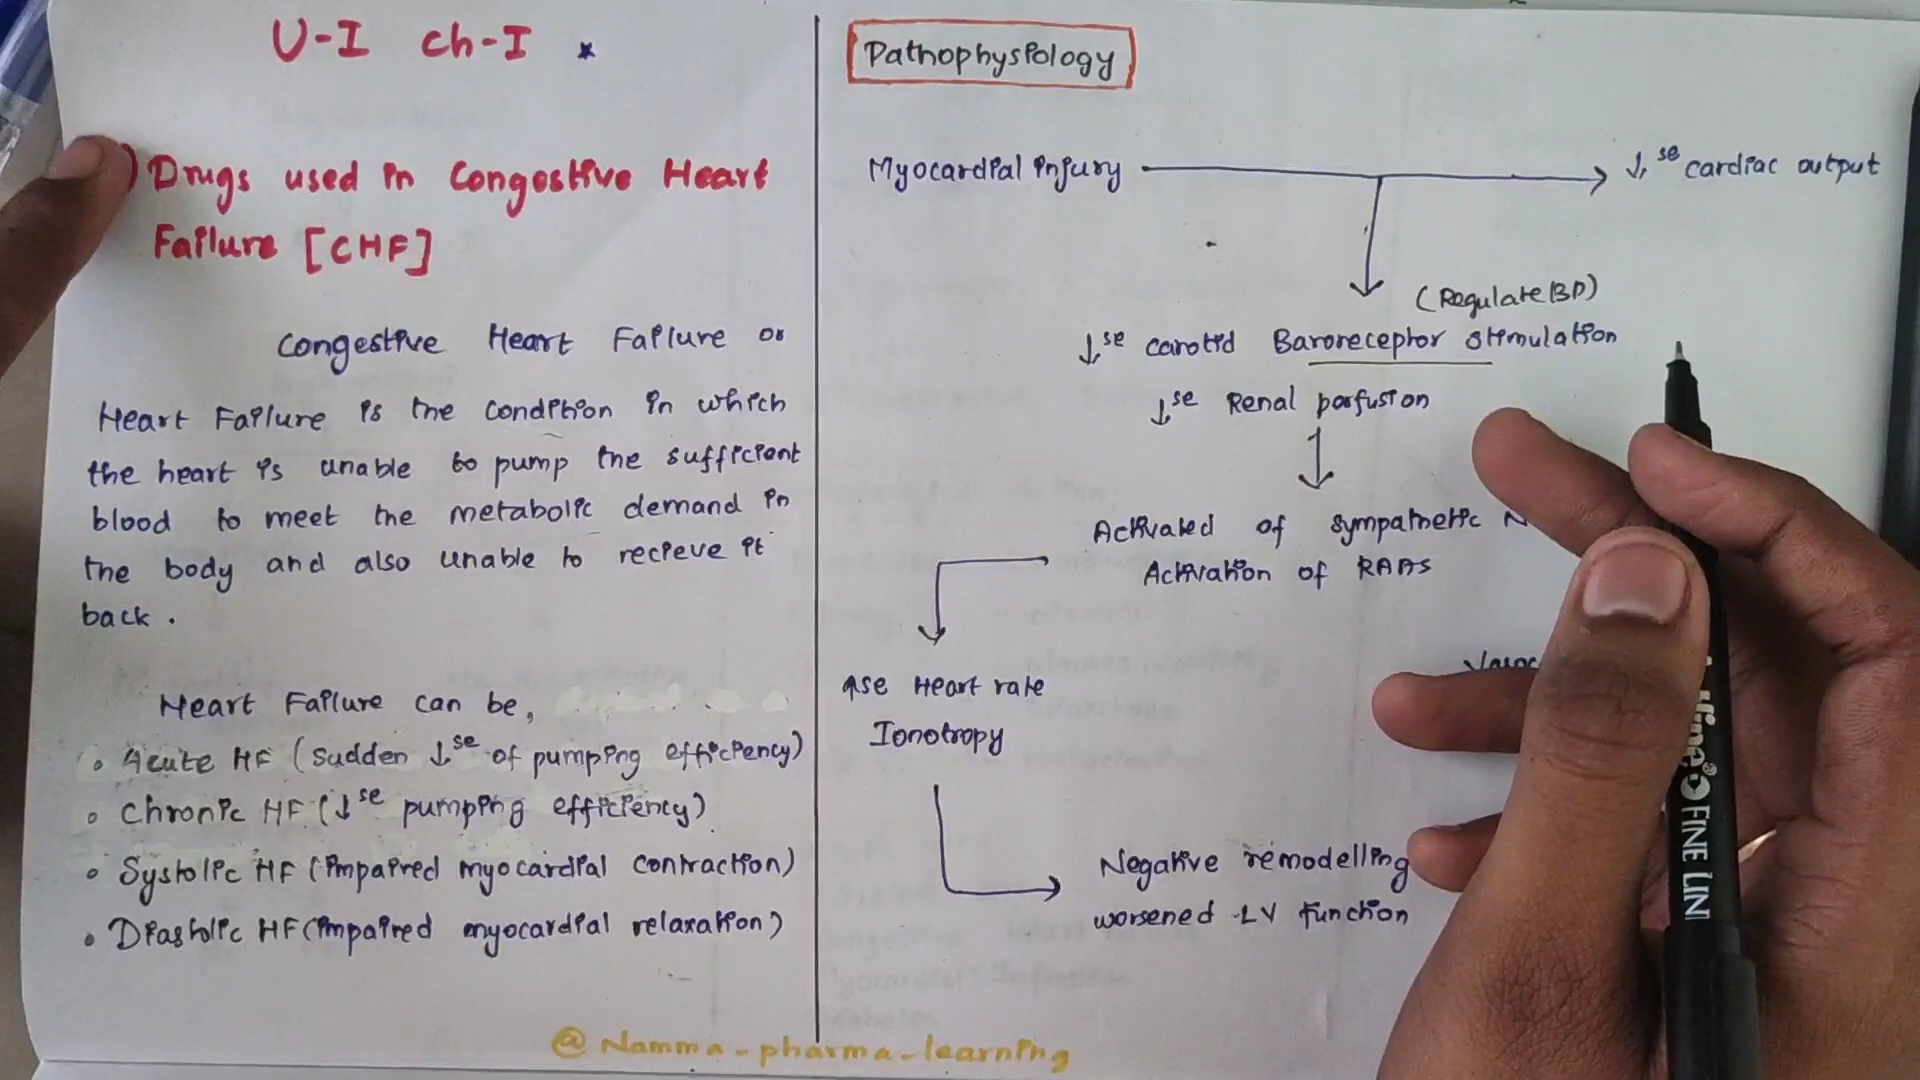 U-I ch-I *
) Drugs used in Congestive Heart
Failure [CHF]
Congestive Heart Failure or
Heart Failure is the condition in which
the heart is unable to pump the sufficient
blood to meet the metabolic demand in
the body and also unable to recieve it
back.
Heart Failure can be,
• Acute HF (Sudden ↓se of pumping efficiency)
• Chronic HF (↓se pumping efficiency)
• Systolic HF (impaired myocardial contraction)
• Diastolic HF (impaired myocardial relaxation)
Pathophysiology
Myocardial injury → ↓se cardiac output
(Regulate BP)
↓se carotid Baroreceptor stimulation
↓se Renal perfusion
Activated of sympathetic N
Activation of RAAS
↑se Heart rate
Ionotropy
Negative remodelling
worsened LV function
@Namma-pharma-learning
Artline FINE LIN